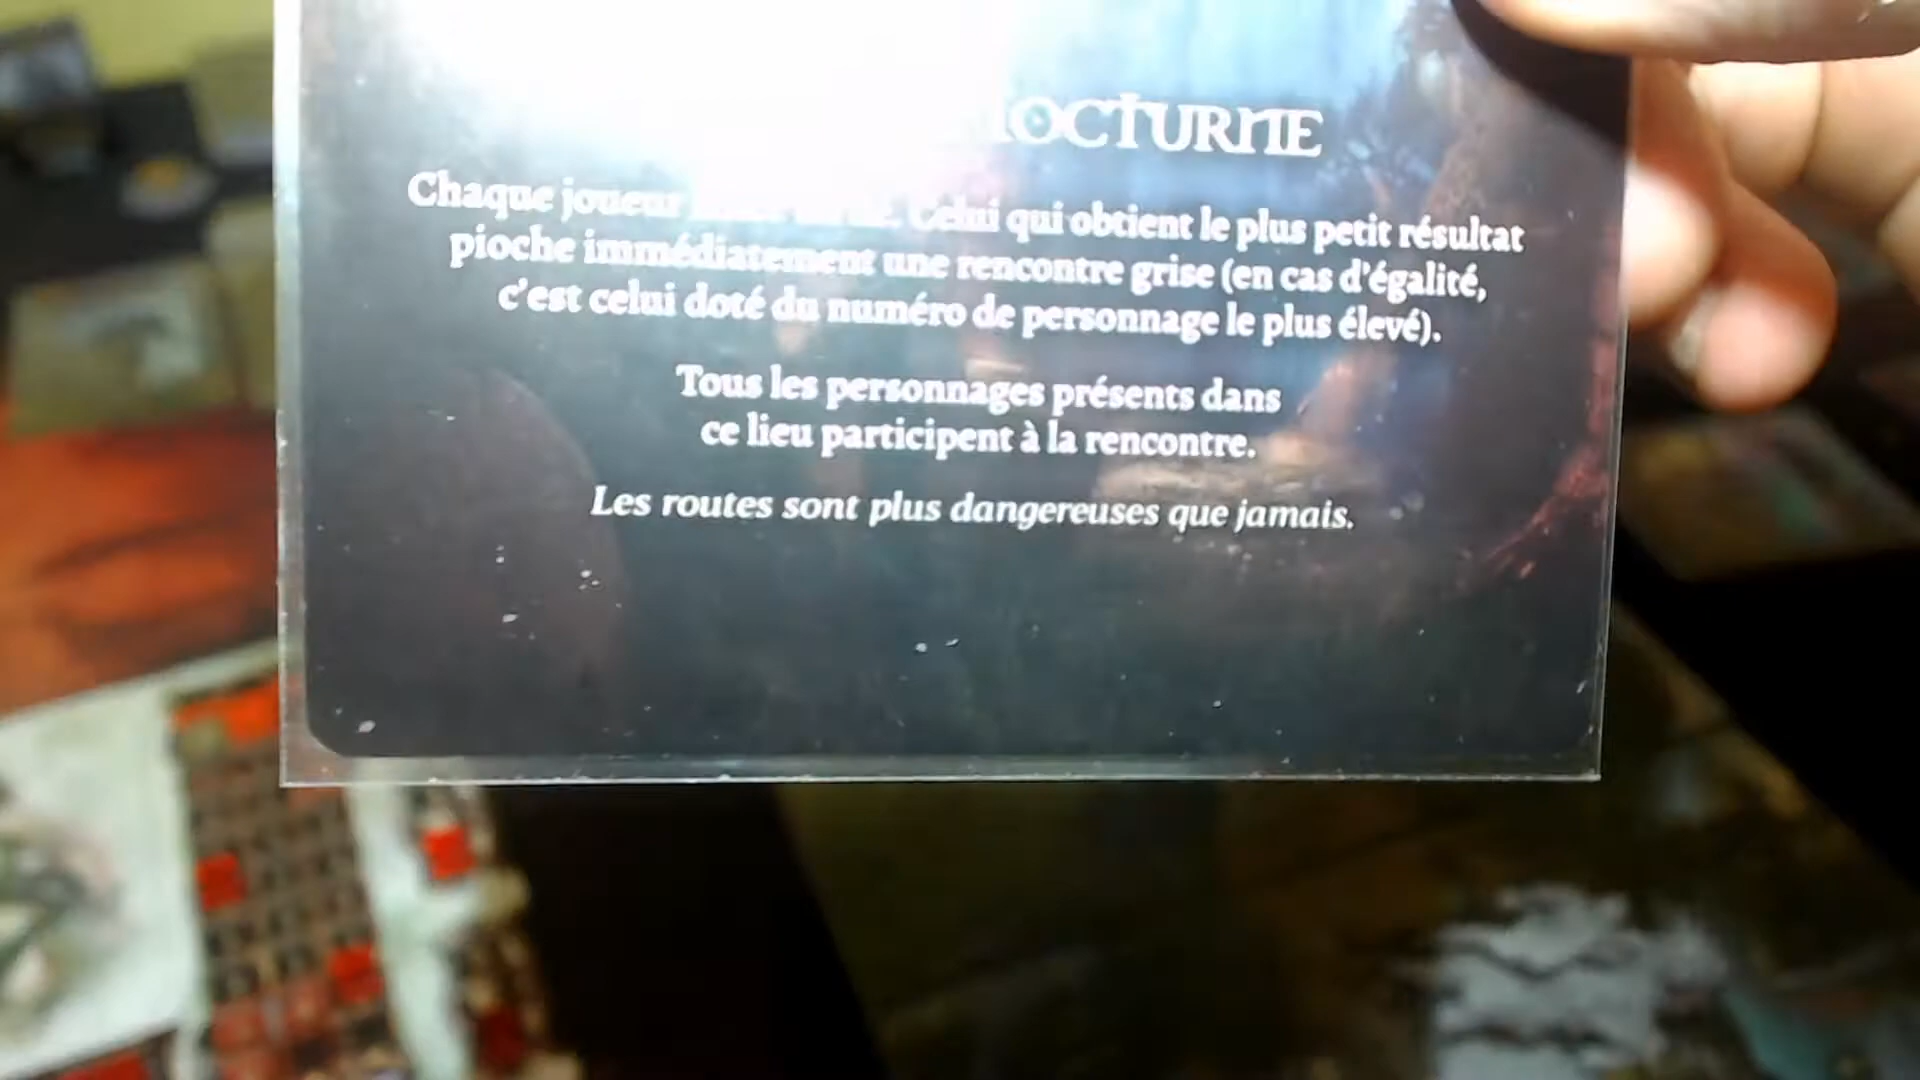 NOCTURNE
Chaque joueur Celui qui obtient le plus petit résultat
pioche immédiatement une rencontre grise (en cas d'égalité,
c'est celui doté du numéro de personnage le plus élevé).
Tous les personnages présents dans
ce lieu participent à la rencontre.
Les routes sont plus dangereuses que jamais.